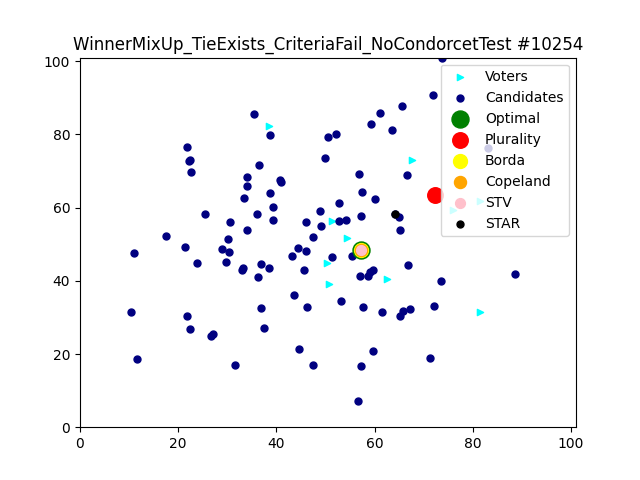 WinnerMixUp_TieExists_CriteriaFail_NoCondorcetTest #10254
100
80
60
40
20
0
0 20 40 60 80 100
Voters
Candidates
Optimal
Plurality
Borda
Copeland
STV
STAR